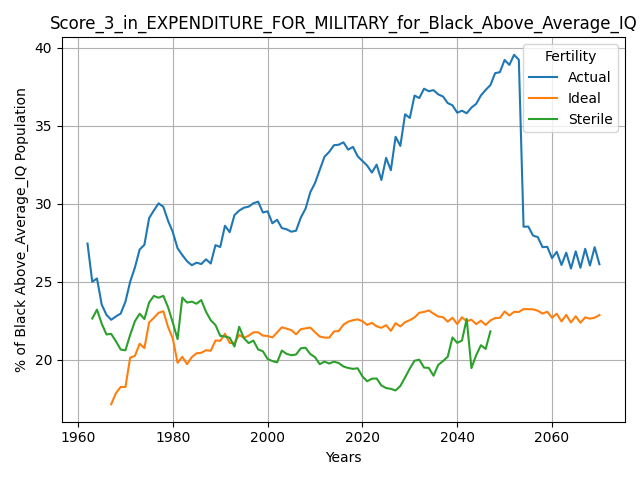 Score_3_in_EXPENDITURE_FOR_MILITARY_for_Black_Above_Average_IQ
% of Black Above_Average_IQ Population
40
35
30
25
20
1960
1980
2000
2020
2040
2060
Years
Fertility
Actual
Ideal
Sterile